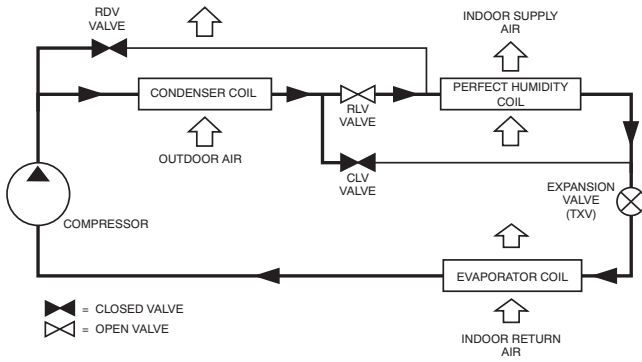 RDV
VALVE
INDOOR SUPPLY
AIR
CONDENSER COIL
PERFECT HUMIDITY
COIL
RLV
VALVE
OUTDOOR AIR
CLV
VALVE
EXPANSION
VALVE
(TXV)
COMPRESSOR
EVAPORATOR COIL
= CLOSED VALVE
= OPEN VALVE
INDOOR RETURN
AIR